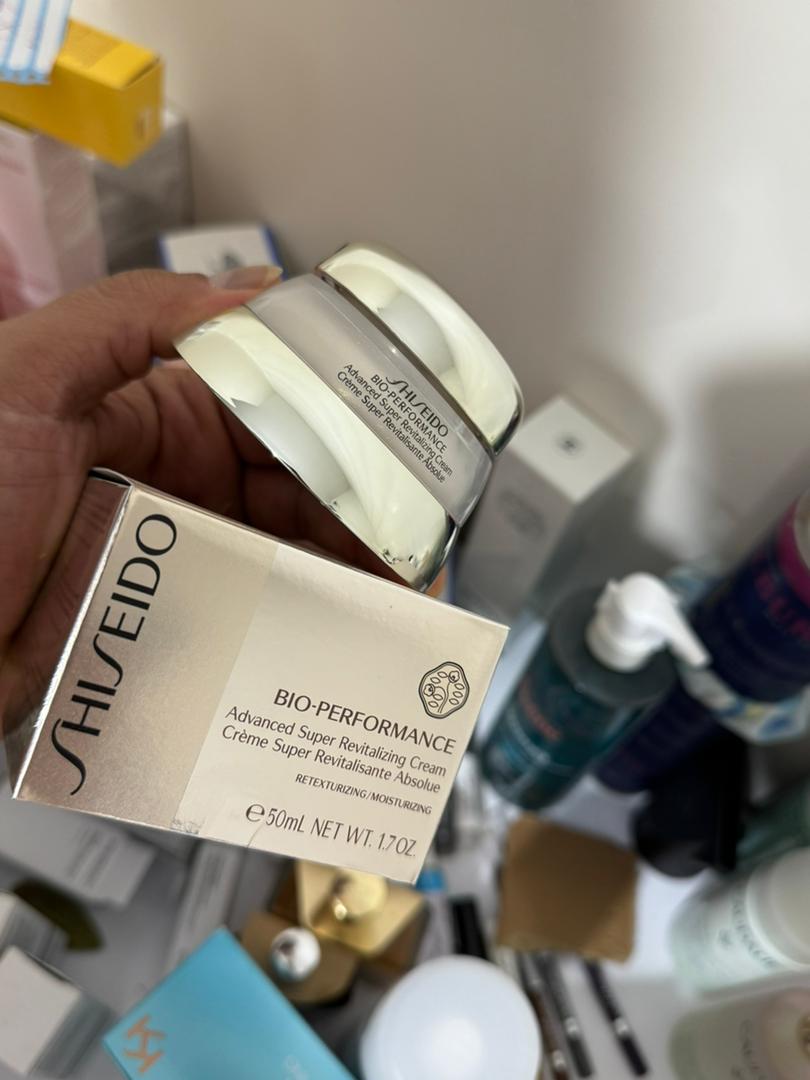 SHISEIDO
BIO-PERFORMANCE
Advanced Super Revitalizing Cream
Crème Super Revitalisante Absolue
SHISEIDO
BIO-PERFORMANCE
Advanced Super Revitalizing Cream
Crème Super Revitalisante Absolue
RETEXTURIZING/MOISTURIZING
℮50mL NET WT. 1.7OZ.